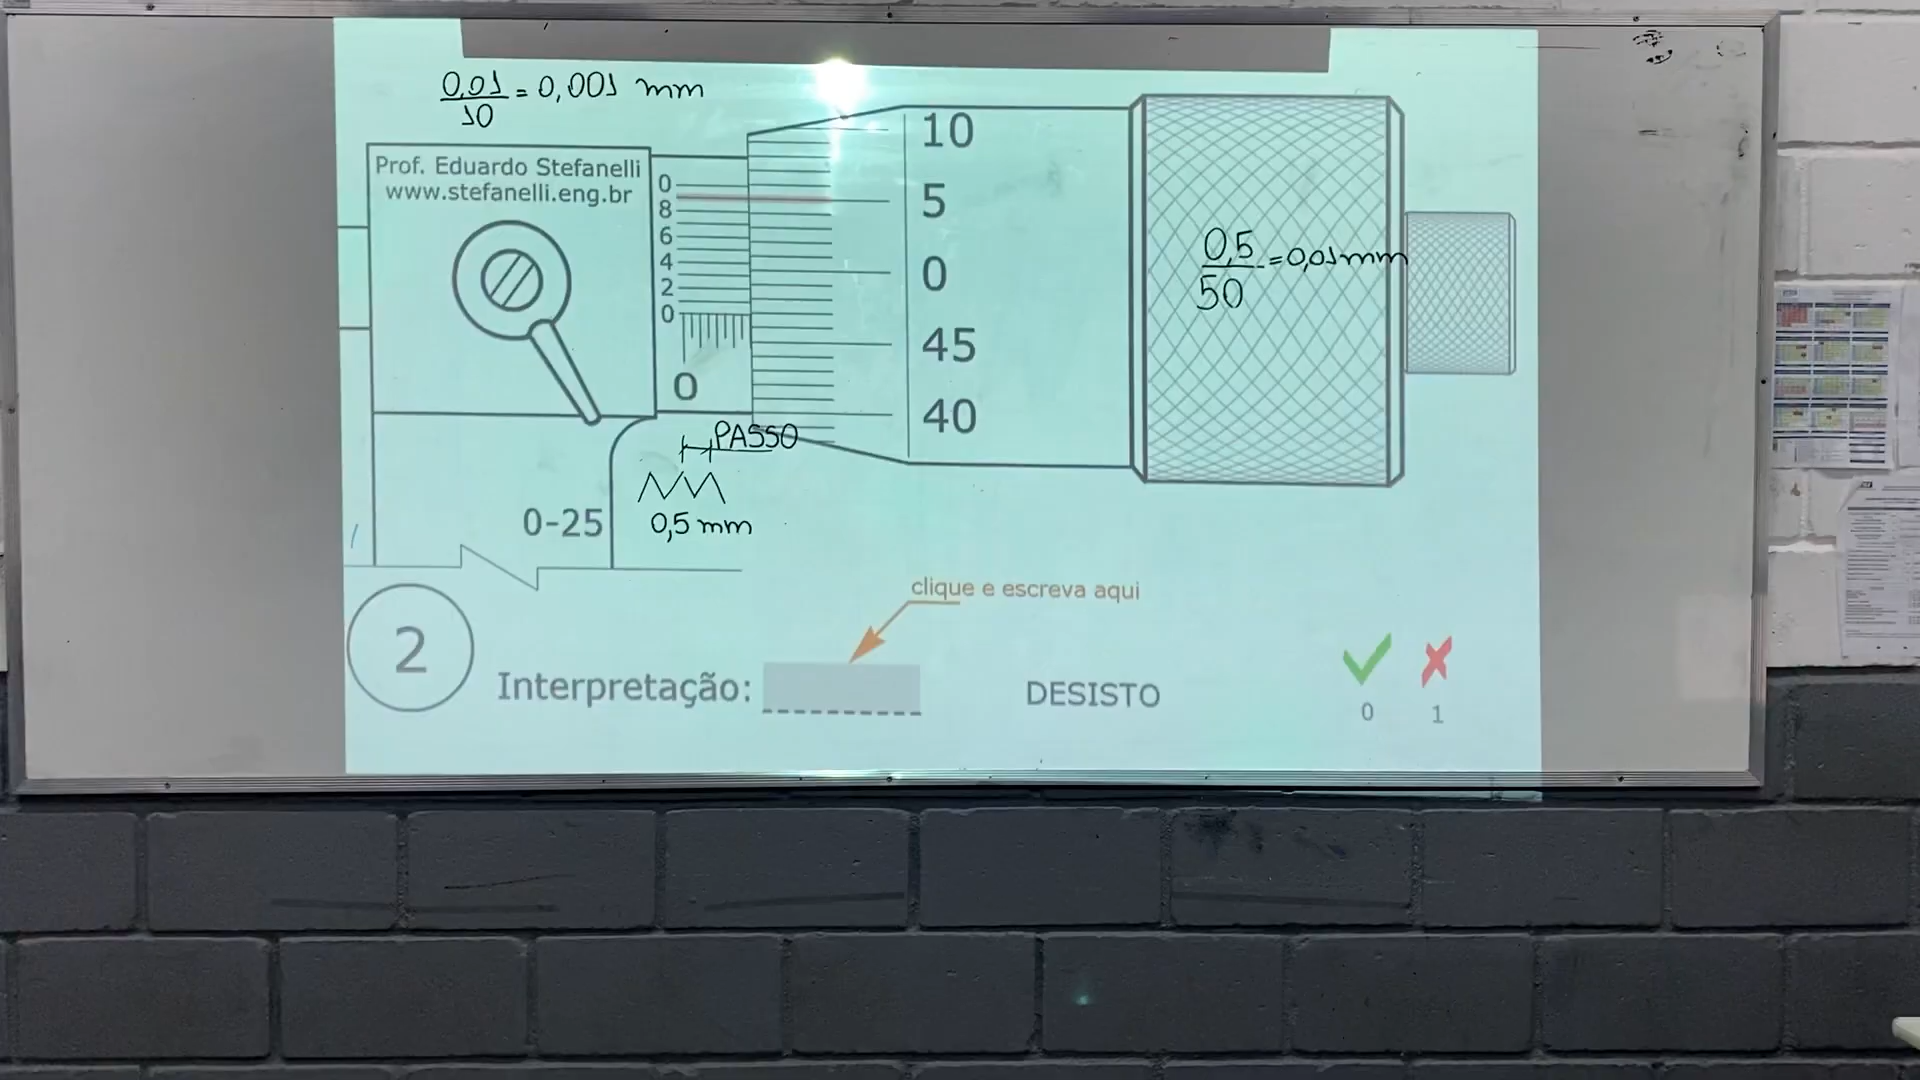 0,01
10
= 0,001 mm
Prof. Eduardo Stefanelli
www.stefanelli.eng.br
0
8
6
4
2
0
0
10
5
0
45
40
0,5
50
=0,01mm
PASSO
0,5 mm
0-25
clique e escreva aqui
2
Interpretação:
DESISTO
0
1